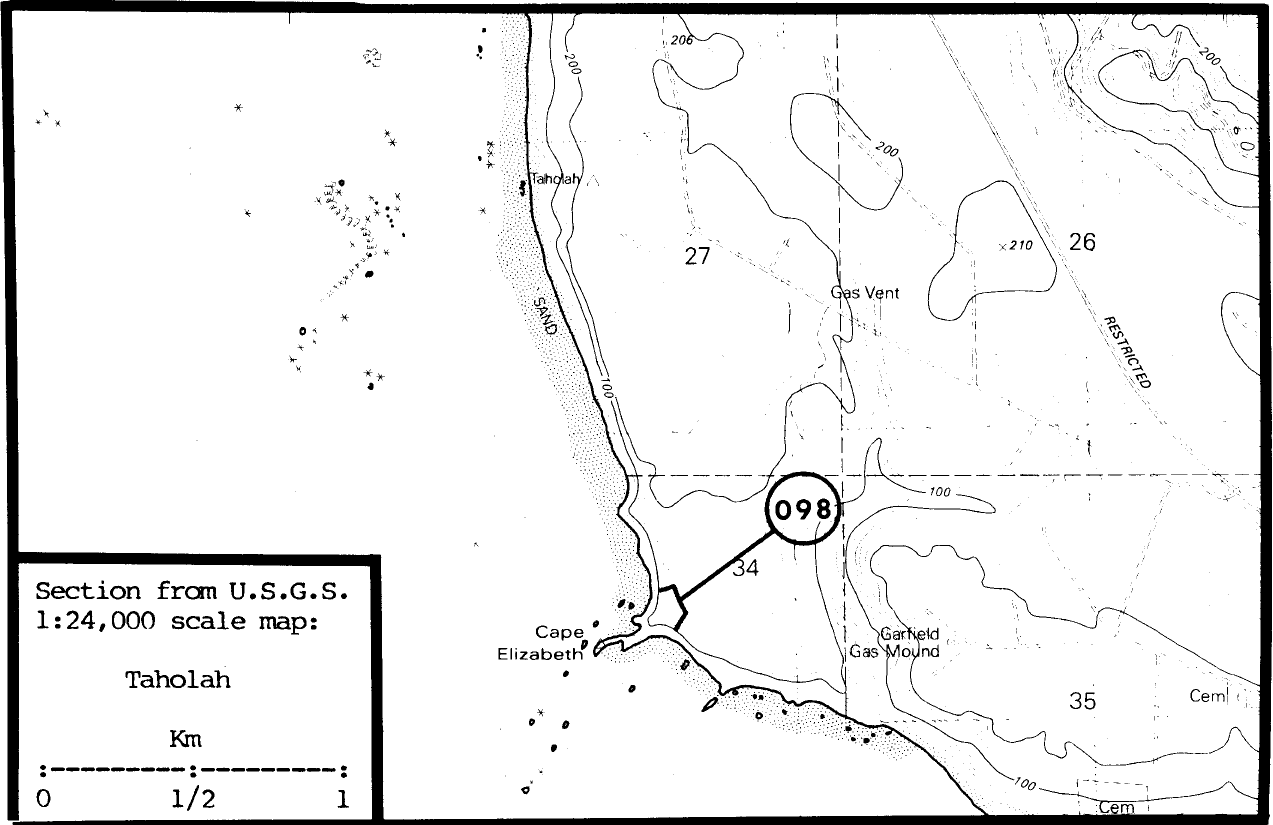 206
200
200
200
Taholah
210
26
27
Gas Vent
SAND
RESTRICTED
100
100
098
34
Section from U.S.G.S.
1:24,000 scale map:
Taholah
Km
0 1/2 1
Cape
Elizabeth
Garfield
Gas Mound
35
Cem
100
Cem